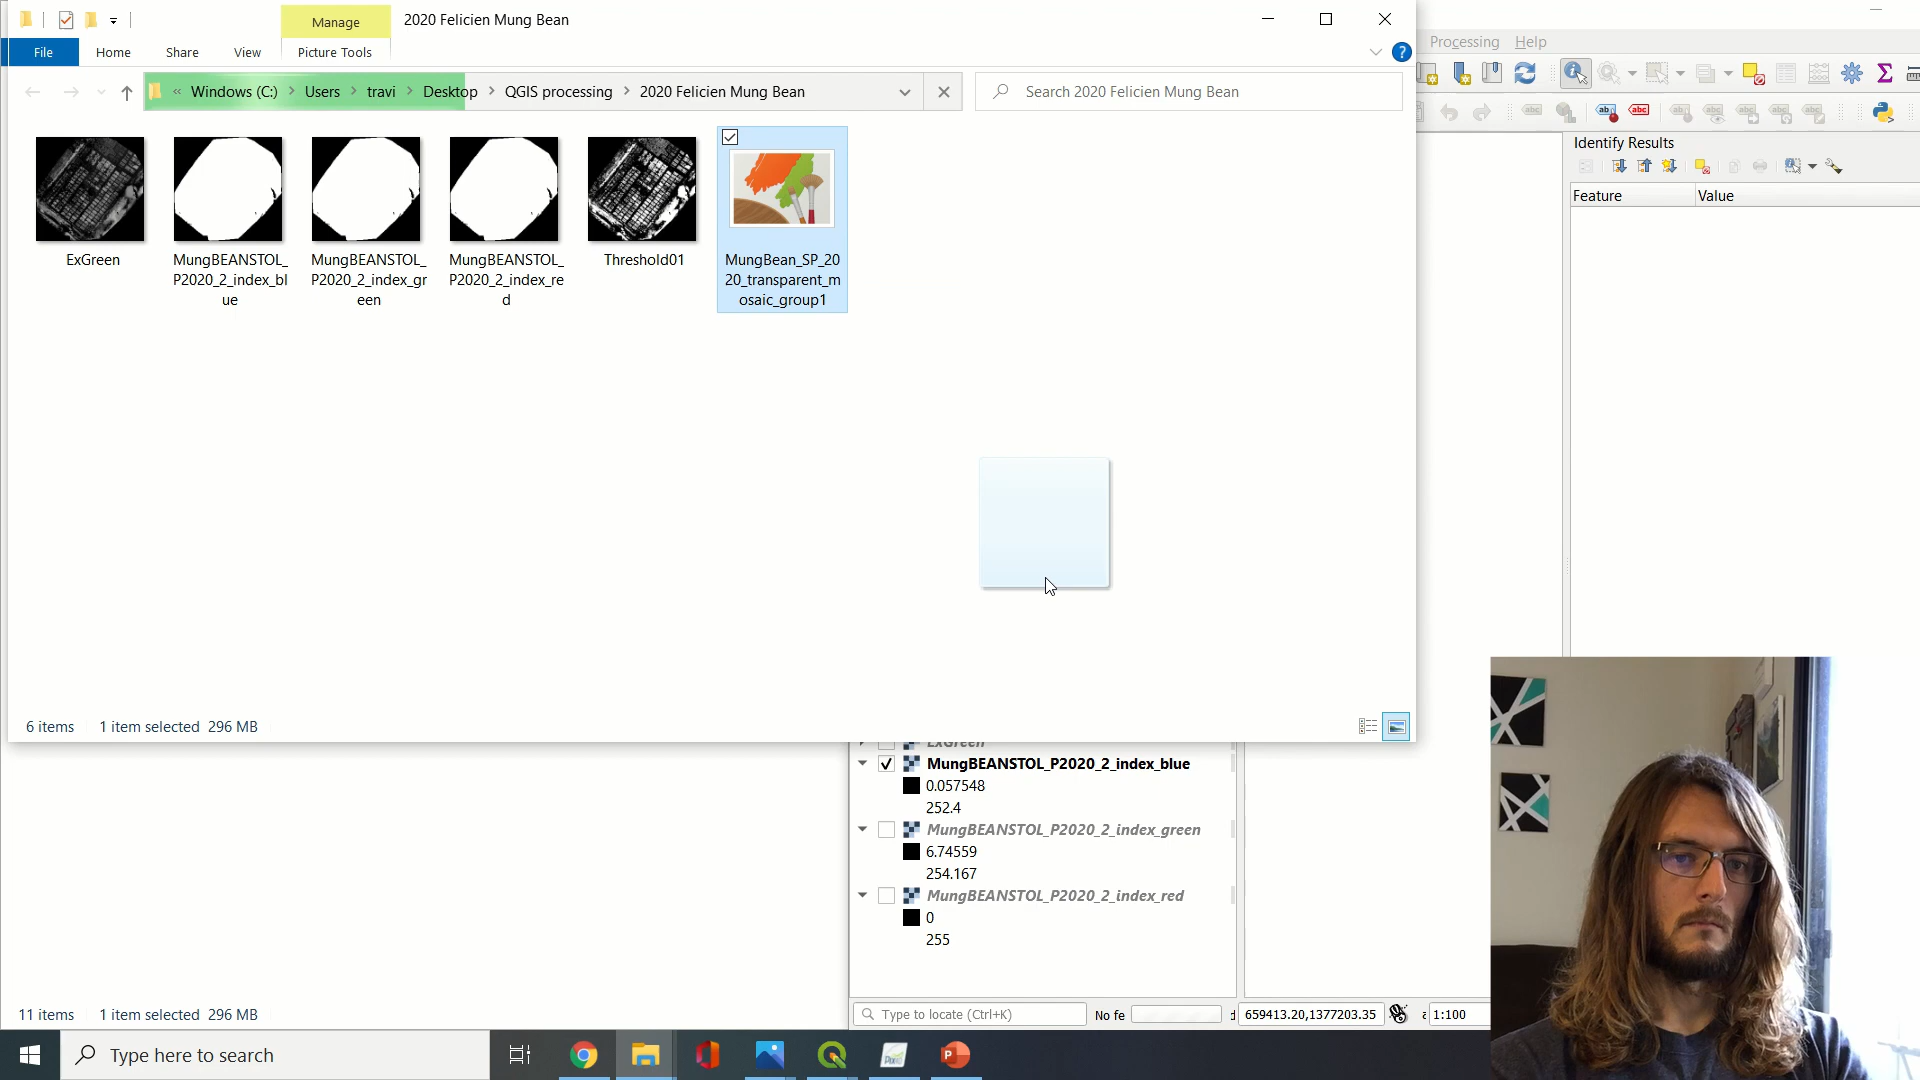 Manage
2020 Felicien Mung Bean
File
Home
Share
View
Picture Tools
Processing
Help
« Windows (C:) > Users > travi > Desktop > QGIS processing > 2020 Felicien Mung Bean
Search 2020 Felicien Mung Bean
ExGreen
MungBEANSTOL_
P2020_2_index_bl
ue
MungBEANSTOL_
P2020_2_index_gr
een
MungBEANSTOL_
P2020_2_index_re
d
Threshold01
MungBean_SP_20
20_transparent_m
osaic_group1
Identify Results
Feature
Value
6 items
1 item selected 296 MB
ExGreen
MungBEANSTOL_P2020_2_index_blue
0.057548
252.4
MungBEANSTOL_P2020_2_index_green
6.74559
254.167
MungBEANSTOL_P2020_2_index_red
0
255
11 items
1 item selected 296 MB
Type to locate (Ctrl+K)
No fe
659413.20,1377203.35
1:100
Type here to search